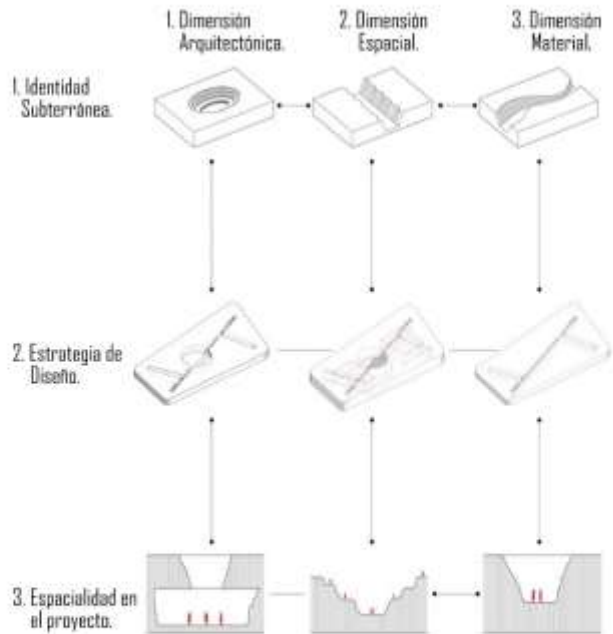 1. Dimensión
Arquitectónica.
2. Dimensión
Espacial.
3. Dimensión
Material.
1. Identidad
Subterránea.
2. Estrategia de
Diseño.
3. Espacialidad en
el proyecto.